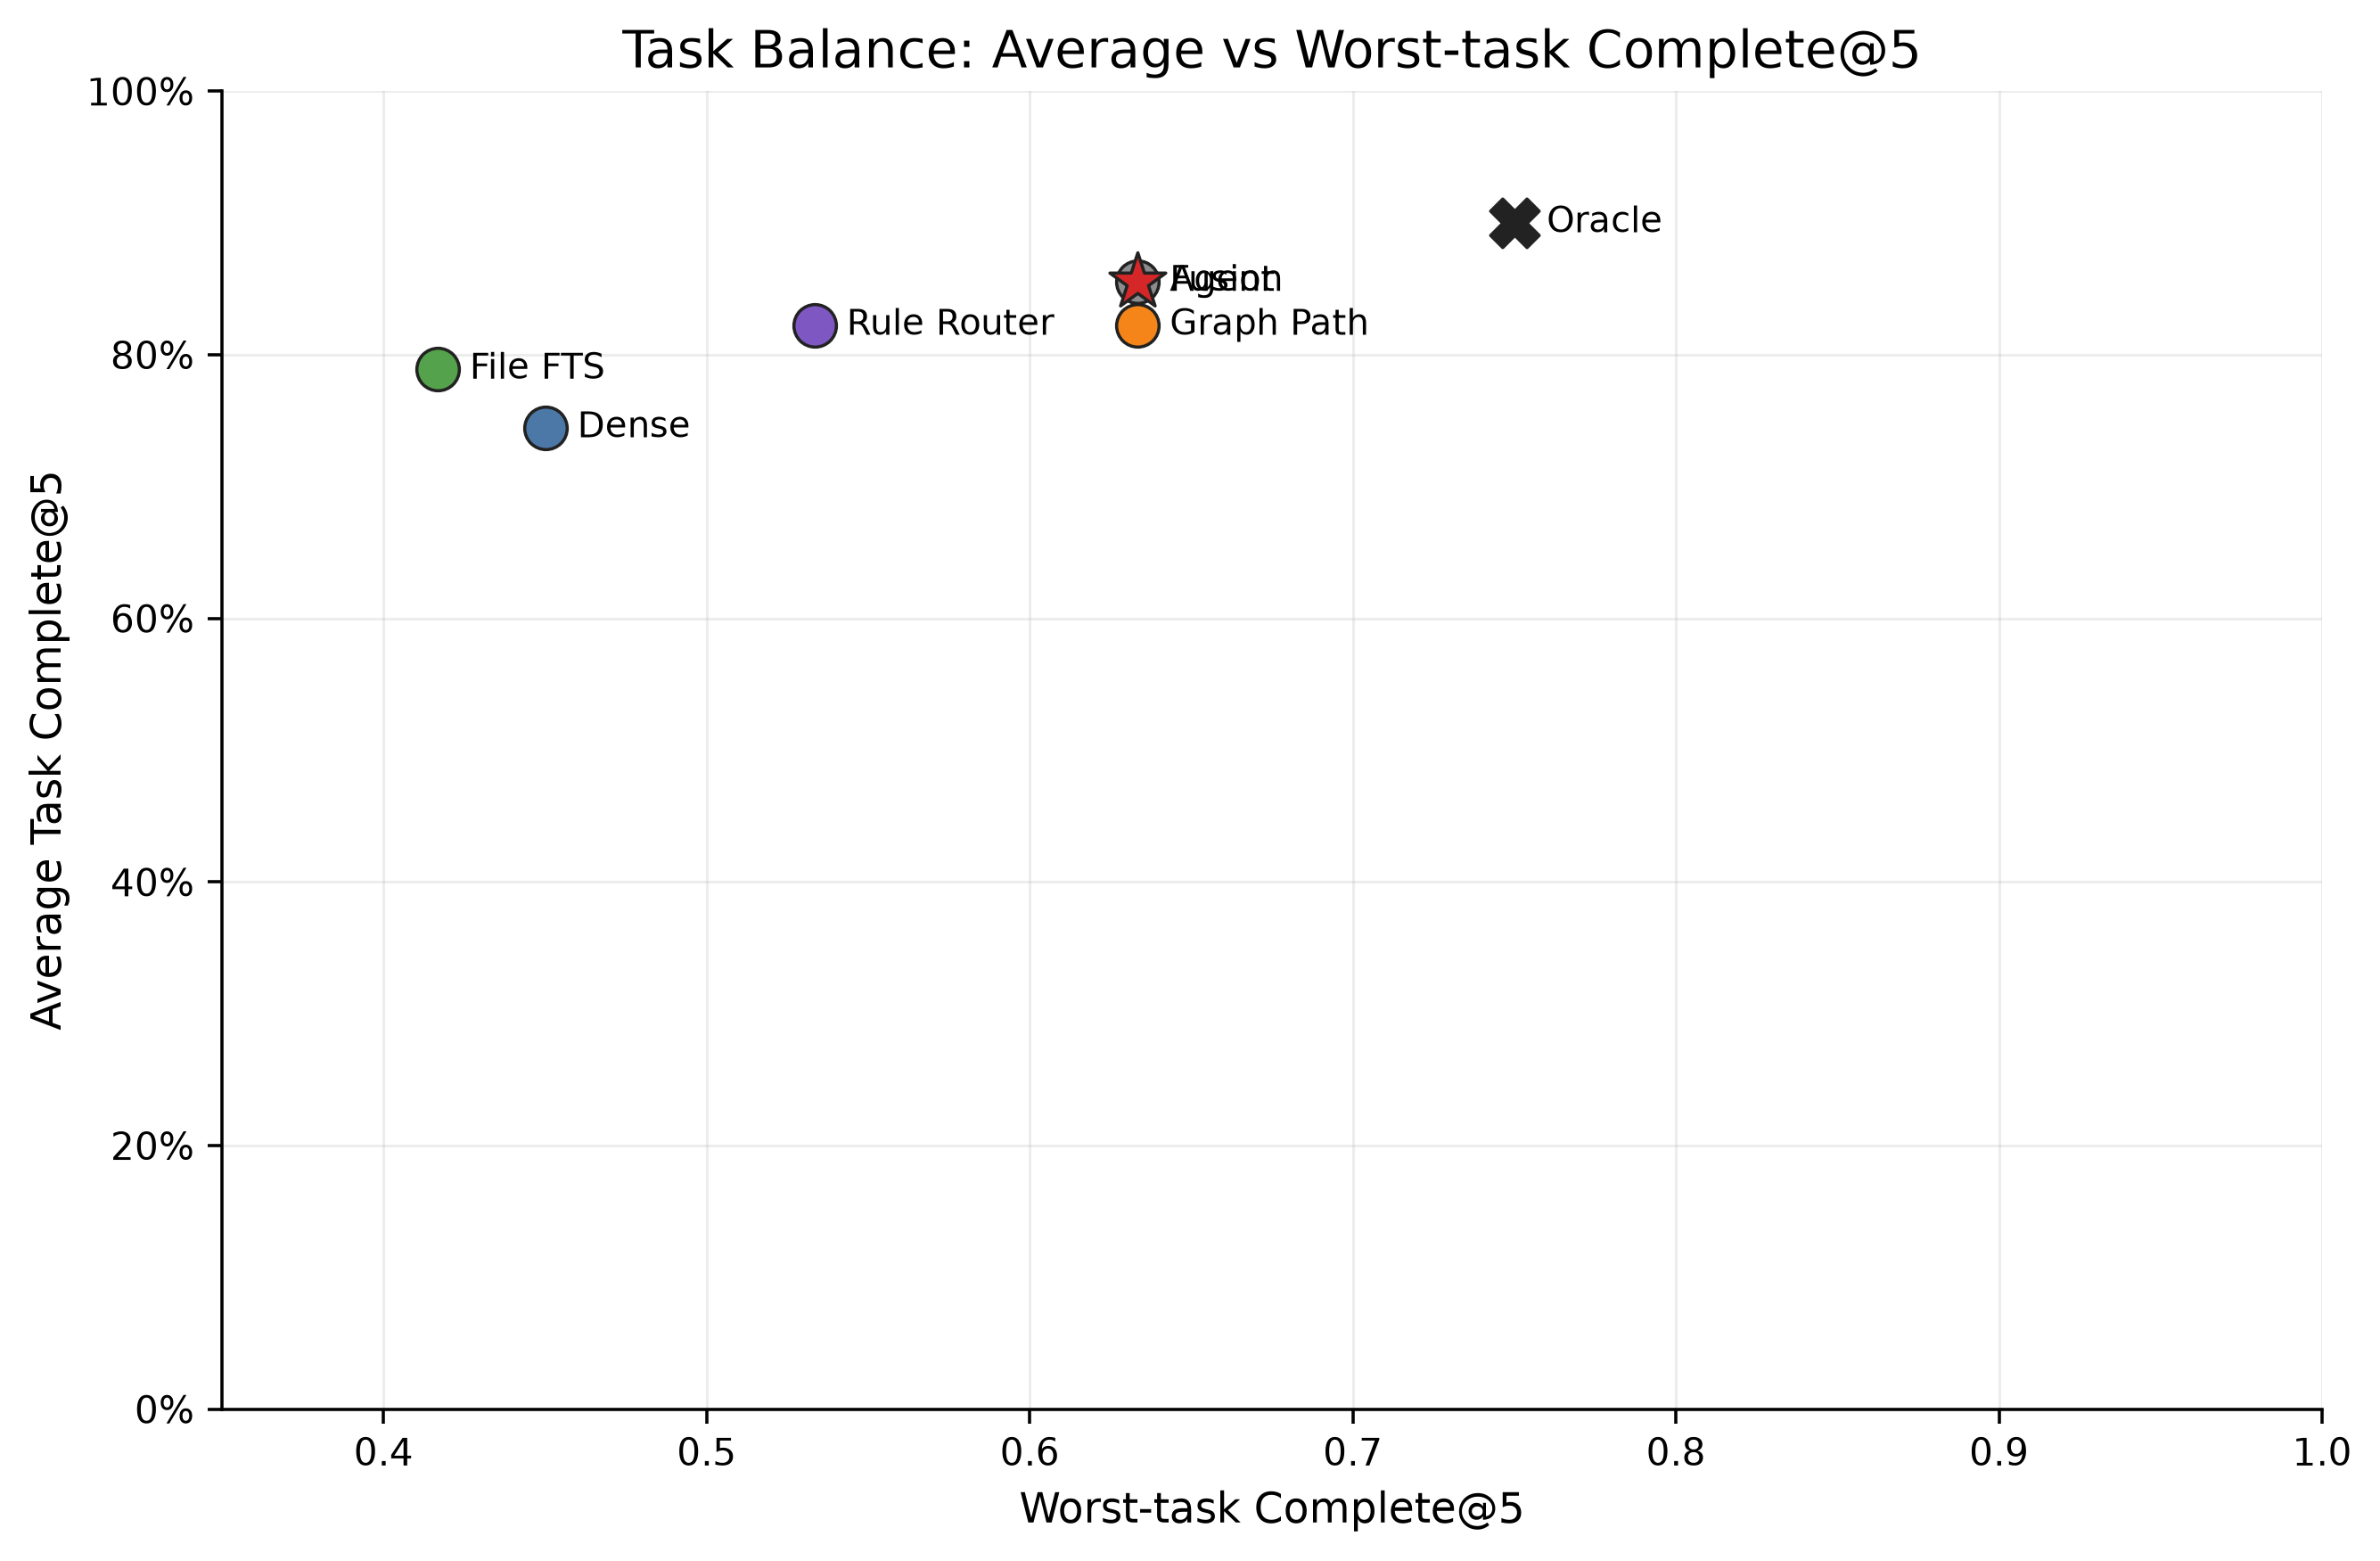 Task Balance: Average vs Worst-task Complete@5
100%
80%
60%
40%
20%
0%
Average Task Complete@5
Oracle
Agent
Fusion
Rule Router
Graph Path
File FTS
Dense
0.4
0.5
0.6
0.7
0.8
0.9
1.0
Worst-task Complete@5